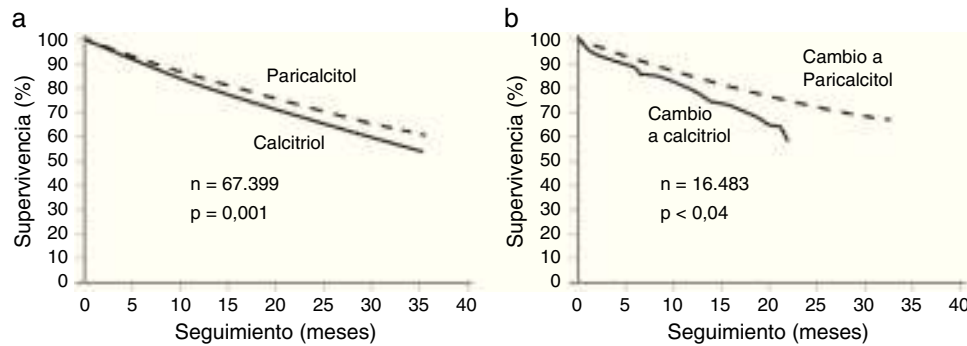 a
Supervivencia (%)
100
90
80
70
60
50
40
30
20
10
0
Paricalcitol
Calcitriol
n = 67.399
p = 0,001
0 5 10 15 20 25 30 35 40
Seguimiento (meses)
b
Supervivencia (%)
100
90
80
70
60
50
40
30
20
10
0
Cambio a
Paricalcitol
Cambio
a calcitriol
n = 16.483
p < 0,04
0 5 10 15 20 25 30 35 40
Seguimiento (meses)